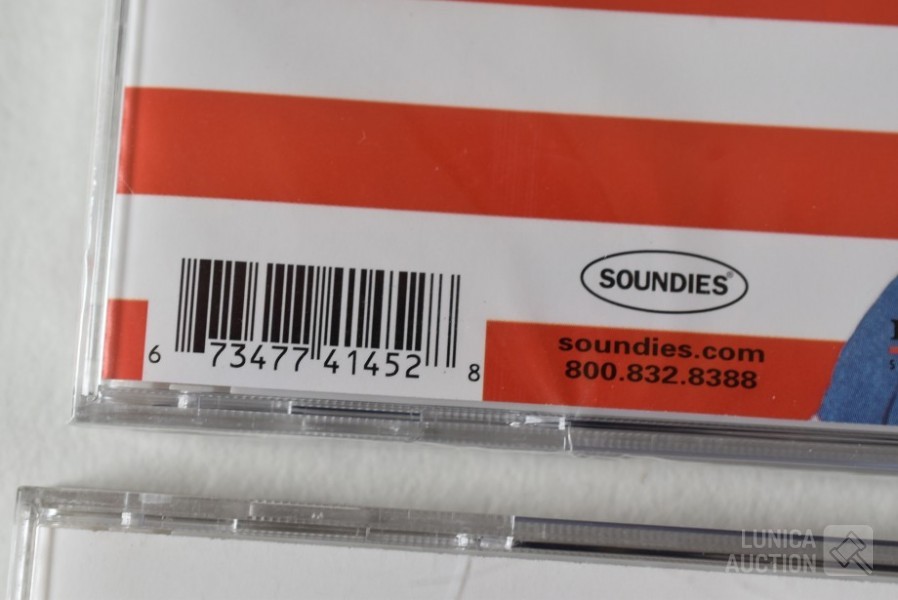 SOUNDIES®
soundies.com
800.832.8388
6 73477 41452 8
LUNICA
AUCTION